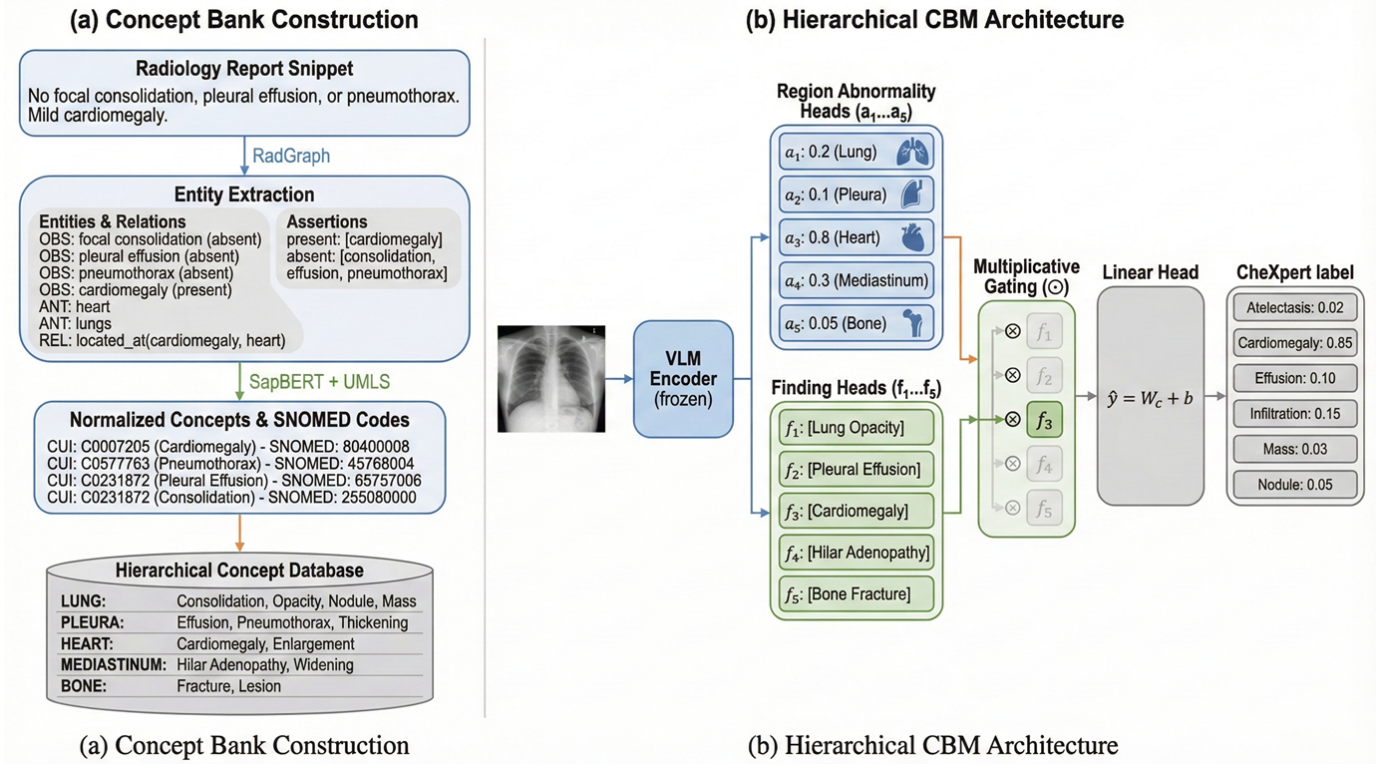 (a) Concept Bank Construction
Radiology Report Snippet
No focal consolidation, pleural effusion, or pneumothorax.
Mild cardiomegaly.
RadGraph
Entity Extraction
Entities & Relations
OBS: focal consolidation (absent)
OBS: pleural effusion (absent)
OBS: pneumothorax (absent)
OBS: cardiomegaly (present)
ANT: heart
ANT: lungs
REL: located_at(cardiomegaly, heart)
Assertions
present: [cardiomegaly]
absent: [consolidation,
effusion, pneumothorax]
SapBERT + UMLS
Normalized Concepts & SNOMED Codes
CUI: C0007205 (Cardiomegaly) - SNOMED: 80400008
CUI: C0577763 (Pneumothorax) - SNOMED: 45768004
CUI: C0231872 (Pleural Effusion) - SNOMED: 65757006
CUI: C0231872 (Consolidation) - SNOMED: 255080000
Hierarchical Concept Database
LUNG: Consolidation, Opacity, Nodule, Mass
PLEURA: Effusion, Pneumothorax, Thickening
HEART: Cardiomegaly, Enlargement
MEDIASTINUM: Hilar Adenopathy, Widening
BONE: Fracture, Lesion
(a) Concept Bank Construction
(b) Hierarchical CBM Architecture
VLM
Encoder
(frozen)
Region Abnormality
Heads (a₁...a₅)
a₁: 0.2 (Lung)
a₂: 0.1 (Pleura)
a₃: 0.8 (Heart)
a₄: 0.3 (Mediastinum)
a₅: 0.05 (Bone)
Finding Heads (f₁...f₅)
f₁: [Lung Opacity]
f₂: [Pleural Effusion]
f₃: [Cardiomegaly]
f₄: [Hilar Adenopathy]
f₅: [Bone Fracture]
Multiplicative
Gating (⊙)
⊗ f₁
⊗ f₂
⊗ f₃
⊗ f₄
⊗ f₅
Linear Head
ŷ = W꜀ + b
CheXpert label
Atelectasis: 0.02
Cardiomegaly: 0.85
Effusion: 0.10
Infiltration: 0.15
Mass: 0.03
Nodule: 0.05
(b) Hierarchical CBM Architecture